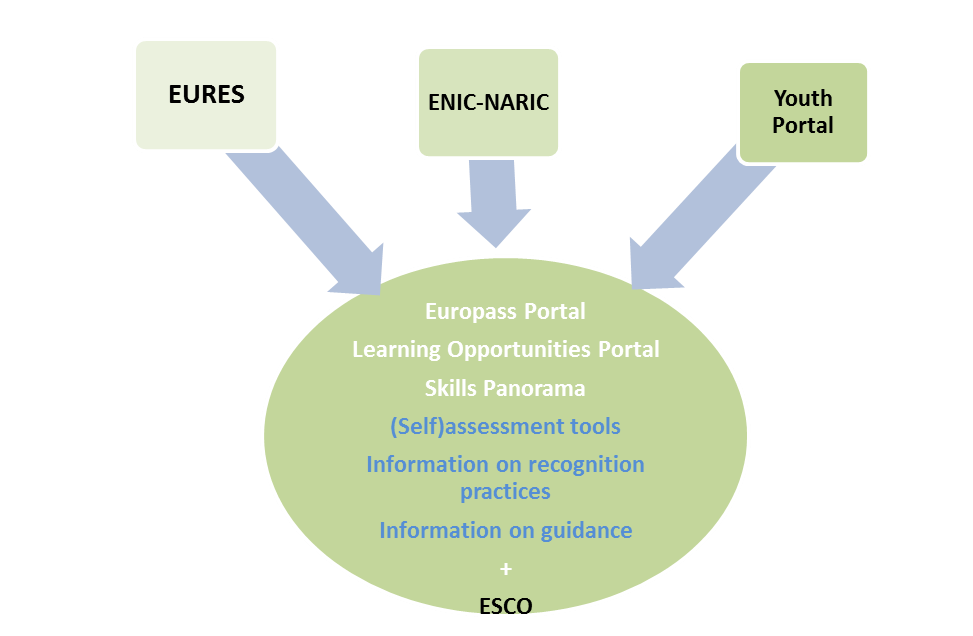 EURES
ENIC-NARIC
Youth
Portal
Europass Portal
Learning Opportunities Portal
Skills Panorama
(Self)assessment tools
Information on recognition
practices
Information on guidance
+
ESCO